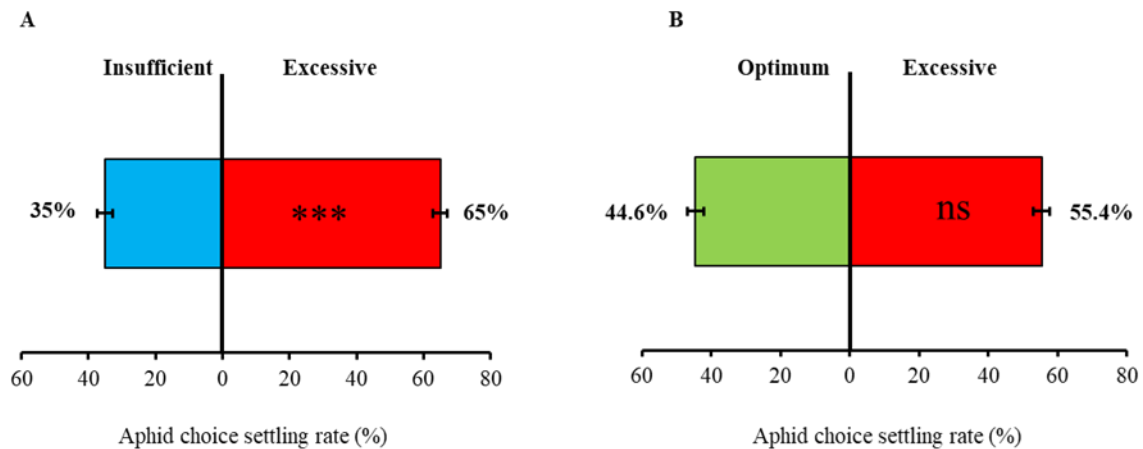 A
Insufficient Excessive
35% *** 65%
60 40 20 0 20 40 60 80
Aphid choice settling rate (%)
B
Optimum Excessive
44.6% ns 55.4%
60 40 20 0 20 40 60 80
Aphid choice settling rate (%)